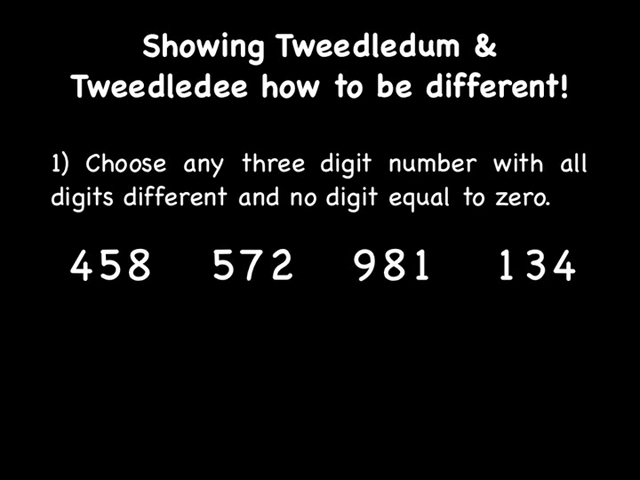 Showing Tweedledum &
Tweedledee how to be different!
1) Choose any three digit number with all
digits different and no digit equal to zero.
458 572 981 134